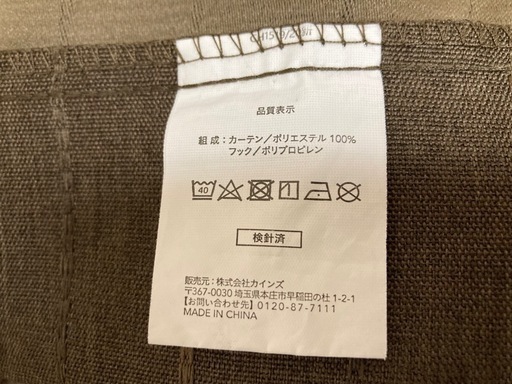 品質表示
組成：カーテン／ポリエステル 100%
フック／ポリプロピレン
40
検針済
販売元：株式会社カインズ
〒367-0030 埼玉県本庄市早稲田の杜 1-2-1
【お問い合わせ先】0120-87-7111
MADE IN CHINA